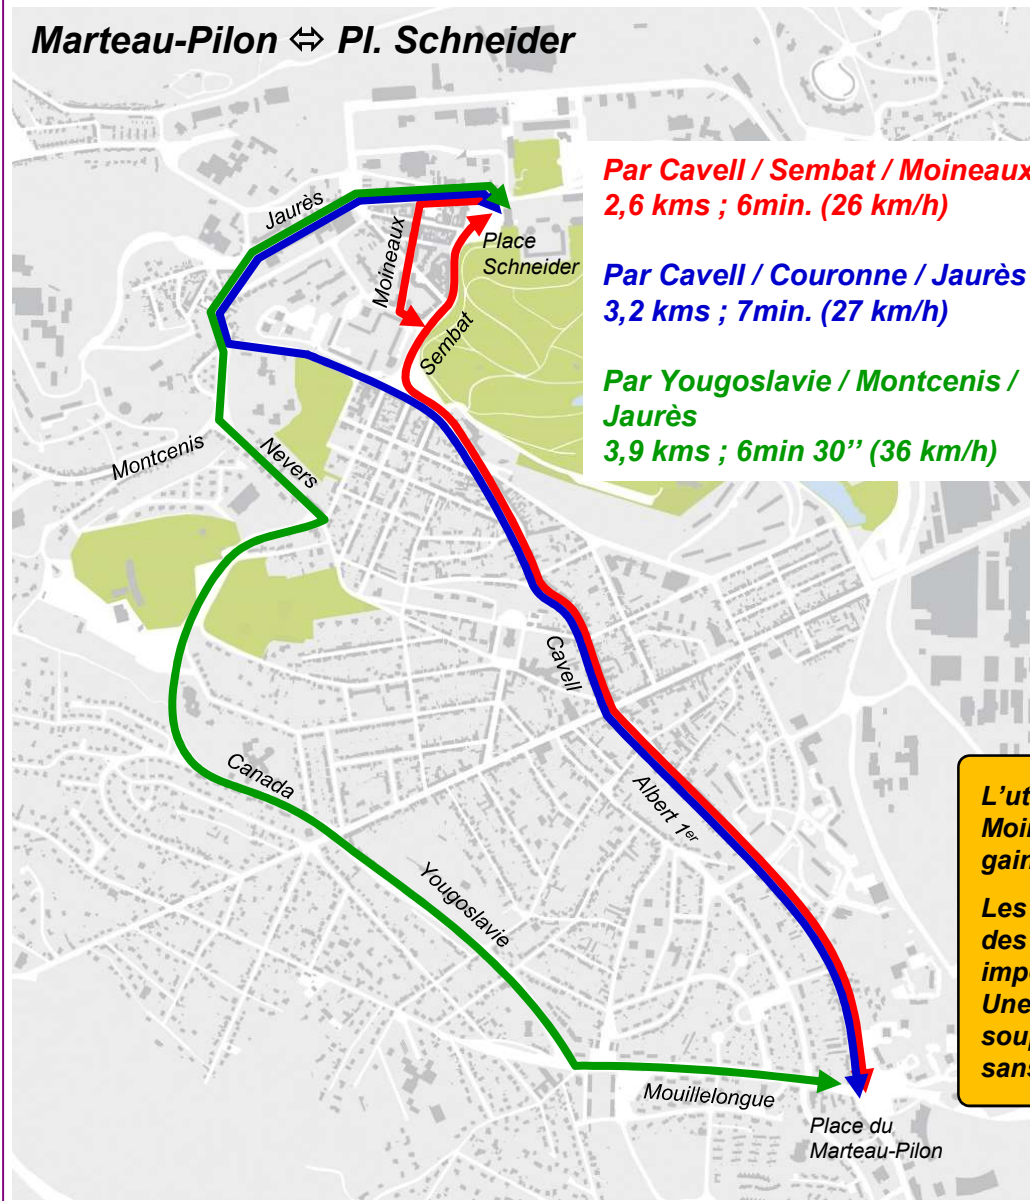 Marteau-Pilon ⇔ Pl. Schneider
Par Cavell / Sembat / Moineaux
2,6 kms ; 6min. (26 km/h)
Par Cavell / Couronne / Jaurès
3,2 kms ; 7min. (27 km/h)
Par Yougoslavie / Montcenis /
Jaurès
3,9 kms ; 6min 30’’ (36 km/h)
Jaurès
Moineaux
Place
Schneider
Sembat
Montcenis
Nevers
Cavell
Canada
Albert 1er
Yougoslavie
Mouillelongue
Place du
Marteau-Pilon
L’ut
Moin
gain
Les
des
imp
Une
soup
sans